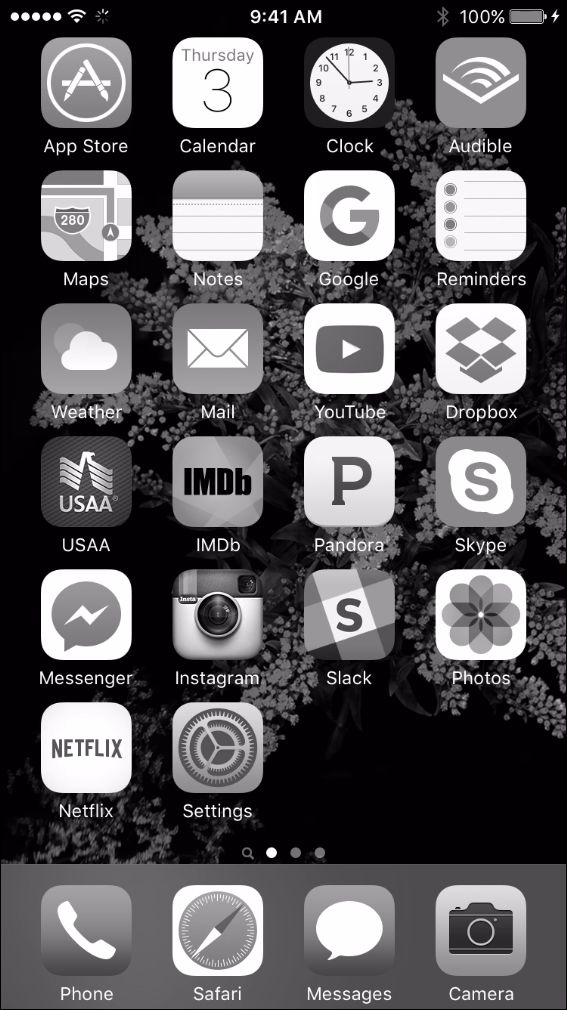 9:41 AM 100%
Thursday
3
12
11 1
10 2
9 3
8 4
7 5
6
App Store Calendar Clock Audible
280
G
Maps Notes Google Reminders
Weather Mail YouTube Dropbox
USAA®
IMDb
P
S
USAA IMDb Pandora Skype
Insta
S
Messenger Instagram Slack Photos
NETFLIX
Netflix Settings
Phone Safari Messages Camera